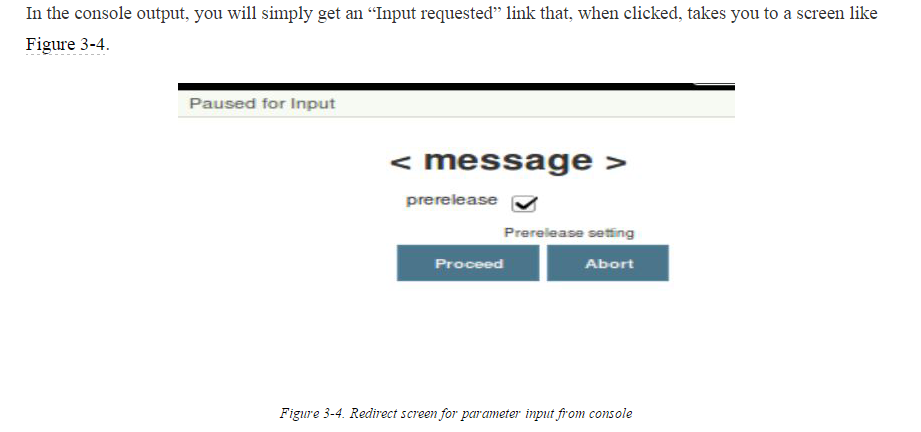 In the console output, you will simply get an “Input requested” link that, when clicked, takes you to a screen like
Figure 3-4.
Paused for Input
< message >
prerelease
Prerelease setting
Proceed Abort
Figure 3-4. Redirect screen for parameter input from console